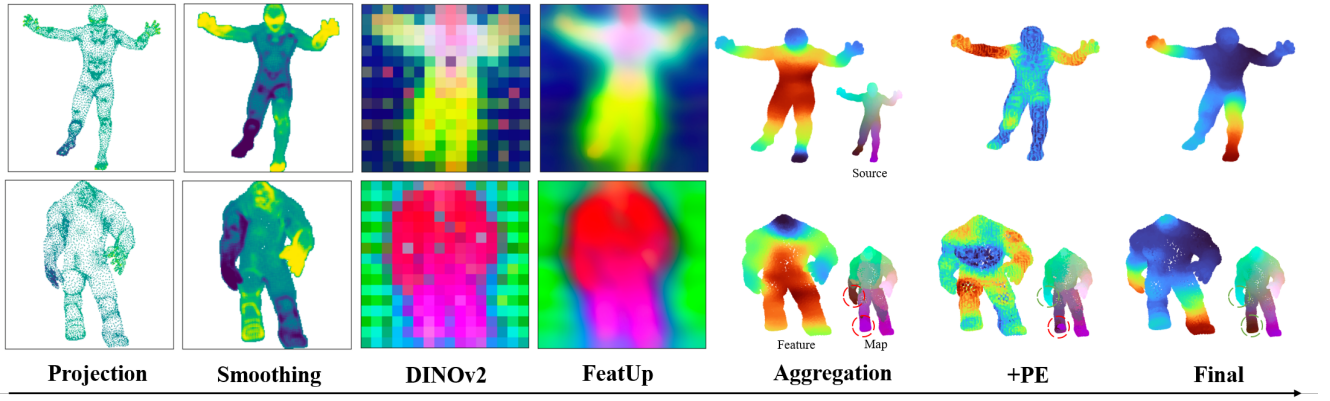 Source
Feature
Map
Projection
Smoothing
DINOv2
FeatUp
Aggregation
+PE
Final